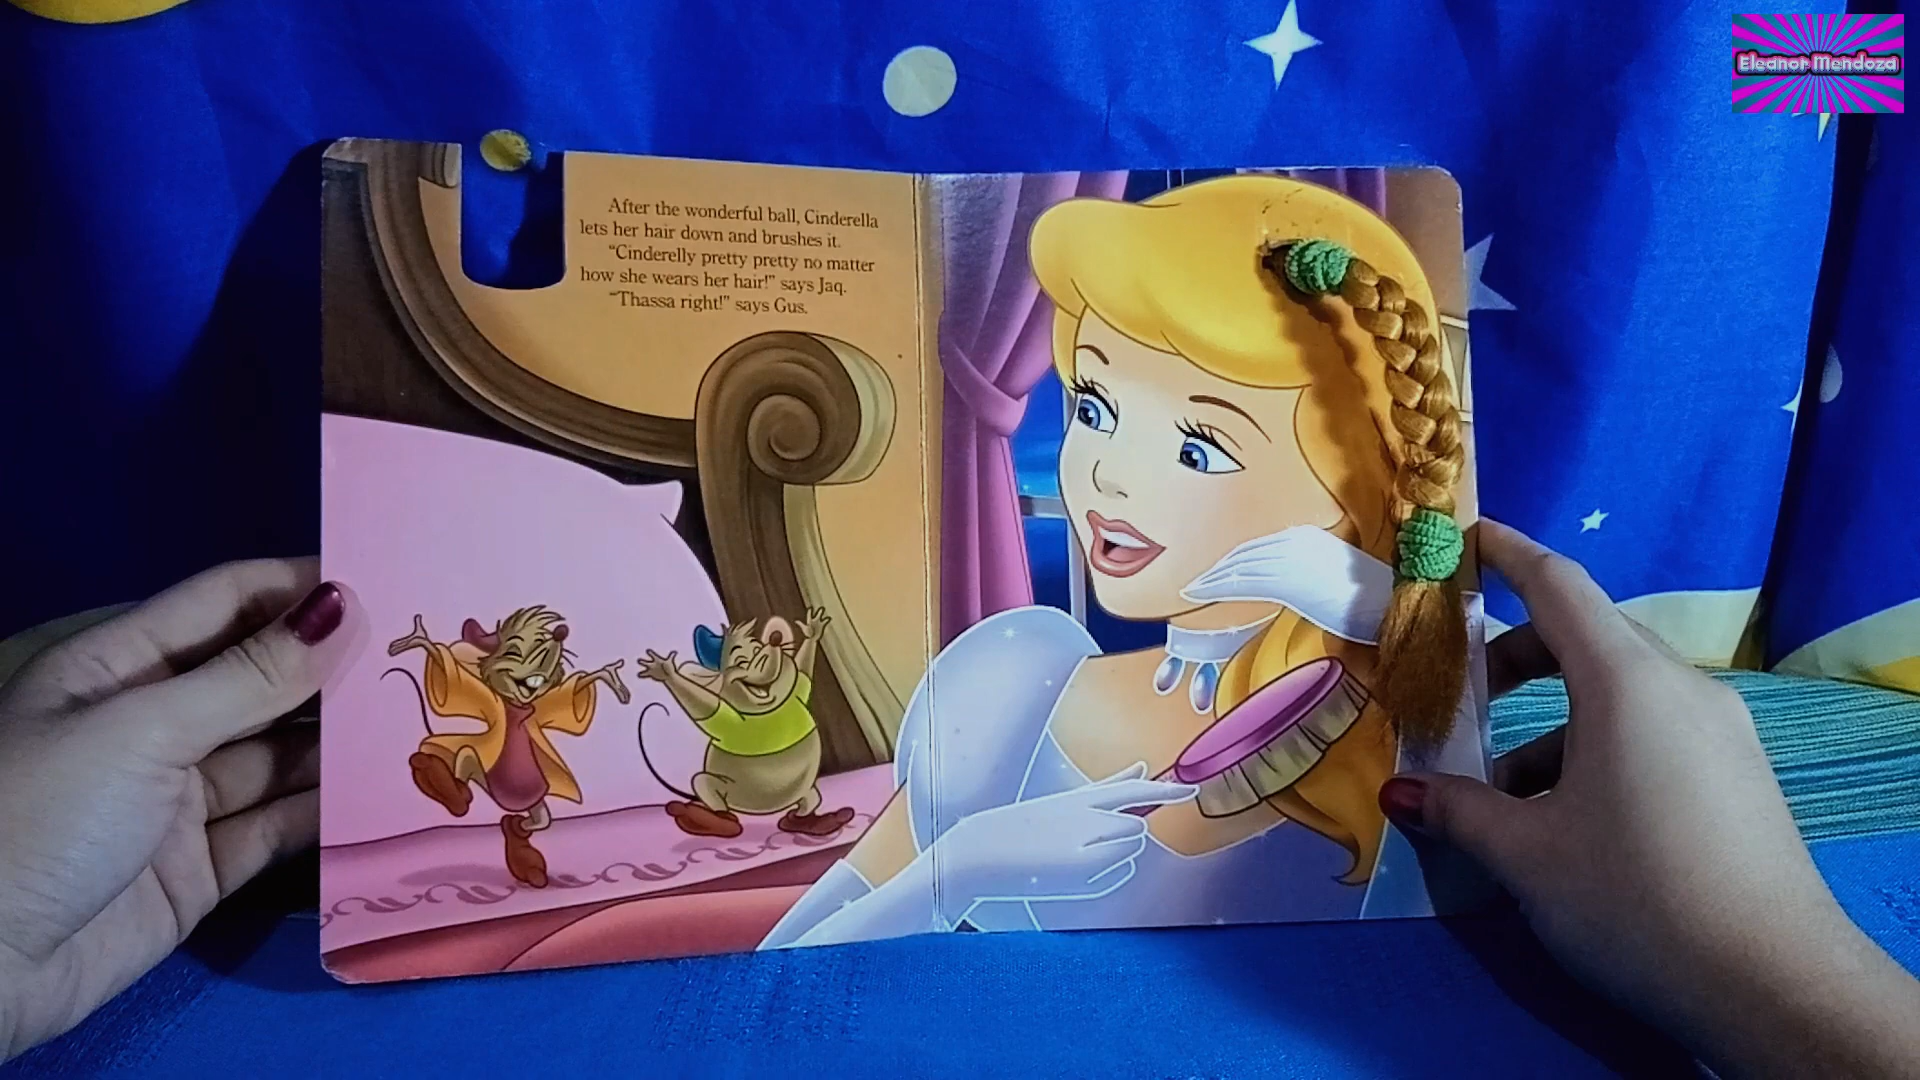 Eleanor Mendoza
After the wonderful ball, Cinderella
lets her hair down and brushes it.
“Cinderelly pretty pretty no matter
how she wears her hair!” says Jaq.
“Thassa right!” says Gus.